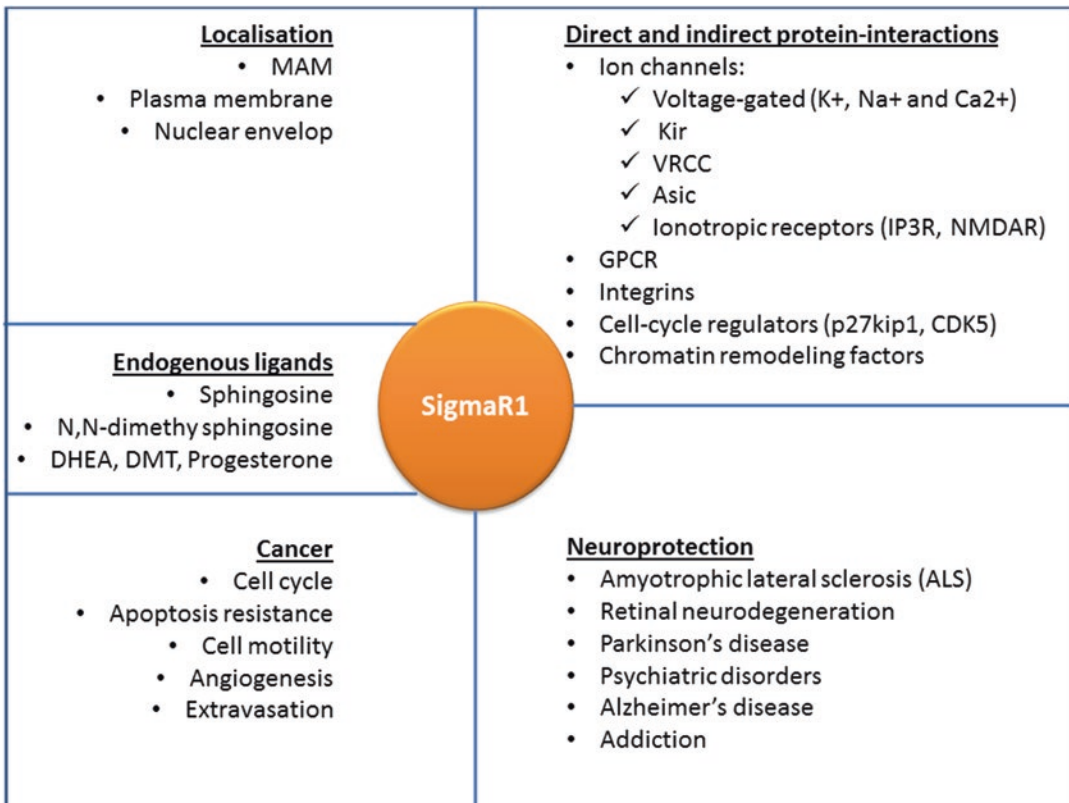 Localisation
• MAM
• Plasma membrane
• Nuclear envelop
Direct and indirect protein-interactions
• Ion channels:
✓ Voltage-gated (K+, Na+ and Ca2+)
✓ Kir
✓ VRCC
✓ Asic
✓ Ionotropic receptors (IP3R, NMDAR)
• GPCR
• Integrins
• Cell-cycle regulators (p27kip1, CDK5)
• Chromatin remodeling factors
Endogenous ligands
• Sphingosine
• N,N-dimethy sphingosine
• DHEA, DMT, Progesterone
SigmaR1
Cancer
• Cell cycle
• Apoptosis resistance
• Cell motility
• Angiogenesis
• Extravasation
Neuroprotection
• Amyotrophic lateral sclerosis (ALS)
• Retinal neurodegeneration
• Parkinson's disease
• Psychiatric disorders
• Alzheimer's disease
• Addiction